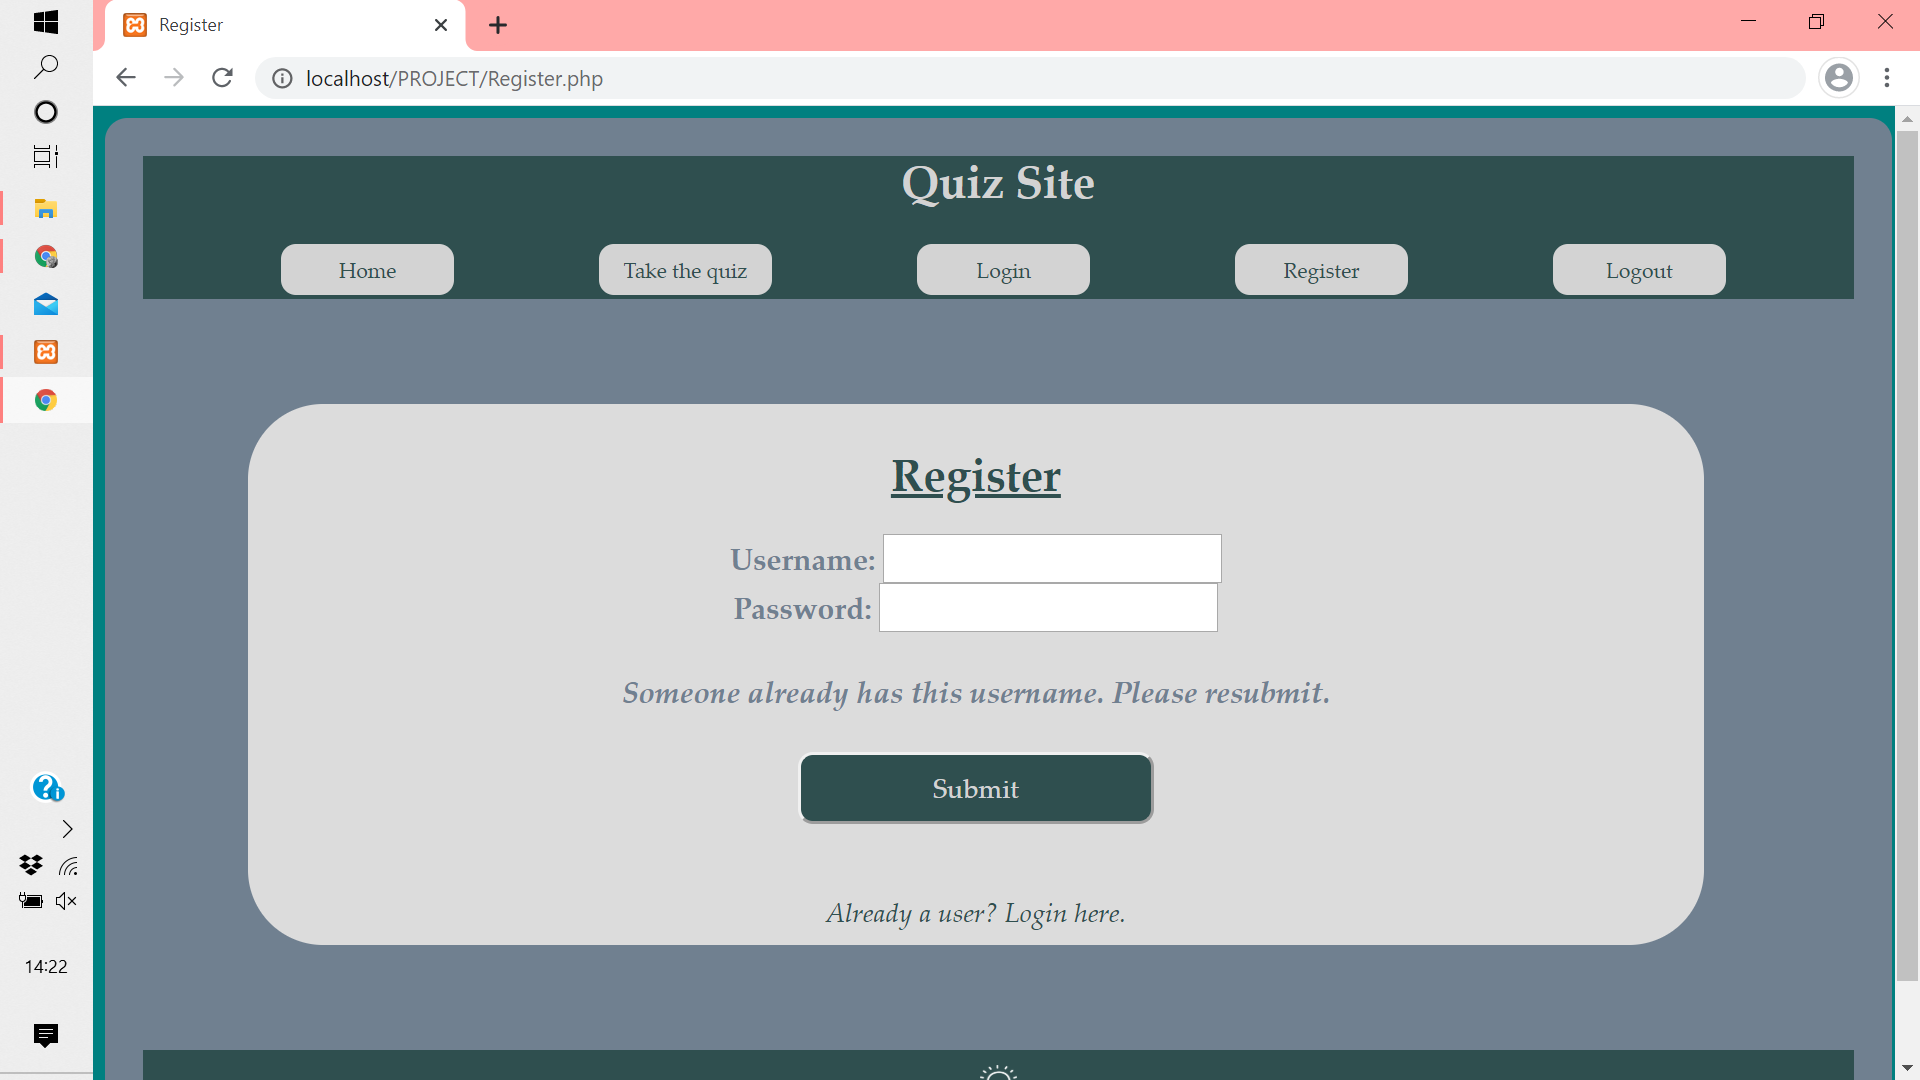 Register
localhost/PROJECT/Register.php
Quiz Site
Home Take the quiz Login Register Logout
Register
Username:
Password:
Someone already has this username. Please resubmit.
Submit
Already a user? Login here.
14:22